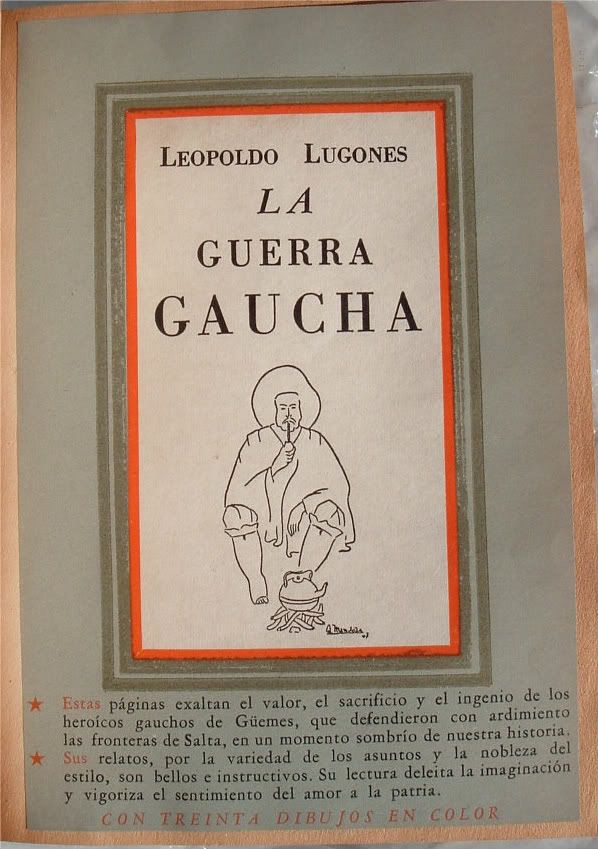 LEOPOLDO LUGONES
LA
GUERRA
GAUCHA
★ Estas páginas exaltan el valor, el sacrificio y el ingenio de los
heroícos gauchos de Güemes, que defendieron con ardimiento
las fronteras de Salta, en un momento sombrío de nuestra historia.
★ Sus relatos, por la variedad de los asuntos y la nobleza del
estilo, son bellos e instructivos. Su lectura deleita la imaginación
y vigoriza el sentimiento del amor a la patria.
CON TREINTA DIBUJOS EN COLOR